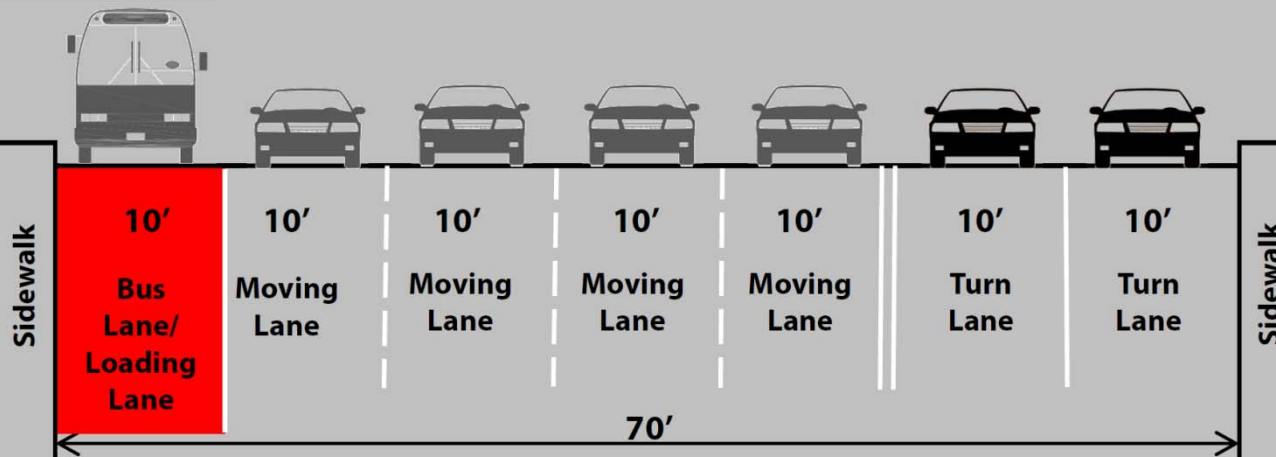 Sidewalk
10’
Bus
Lane/
Loading
Lane
10’
Moving
Lane
10’
Moving
Lane
10’
Moving
Lane
10’
Moving
Lane
10’
Turn
Lane
10’
Turn
Lane
Sidewalk
70’